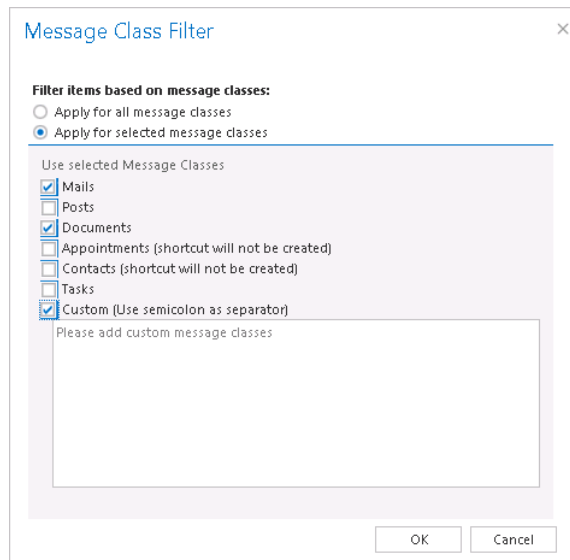 Message Class Filter
Filter items based on message classes:
Apply for all message classes
Apply for selected message classes
Use selected Message Classes
Mails
Posts
Documents
Appointments (shortcut will not be created)
Contacts (shortcut will not be created)
Tasks
Custom (Use semicolon as separator)
Please add custom message classes
OK Cancel